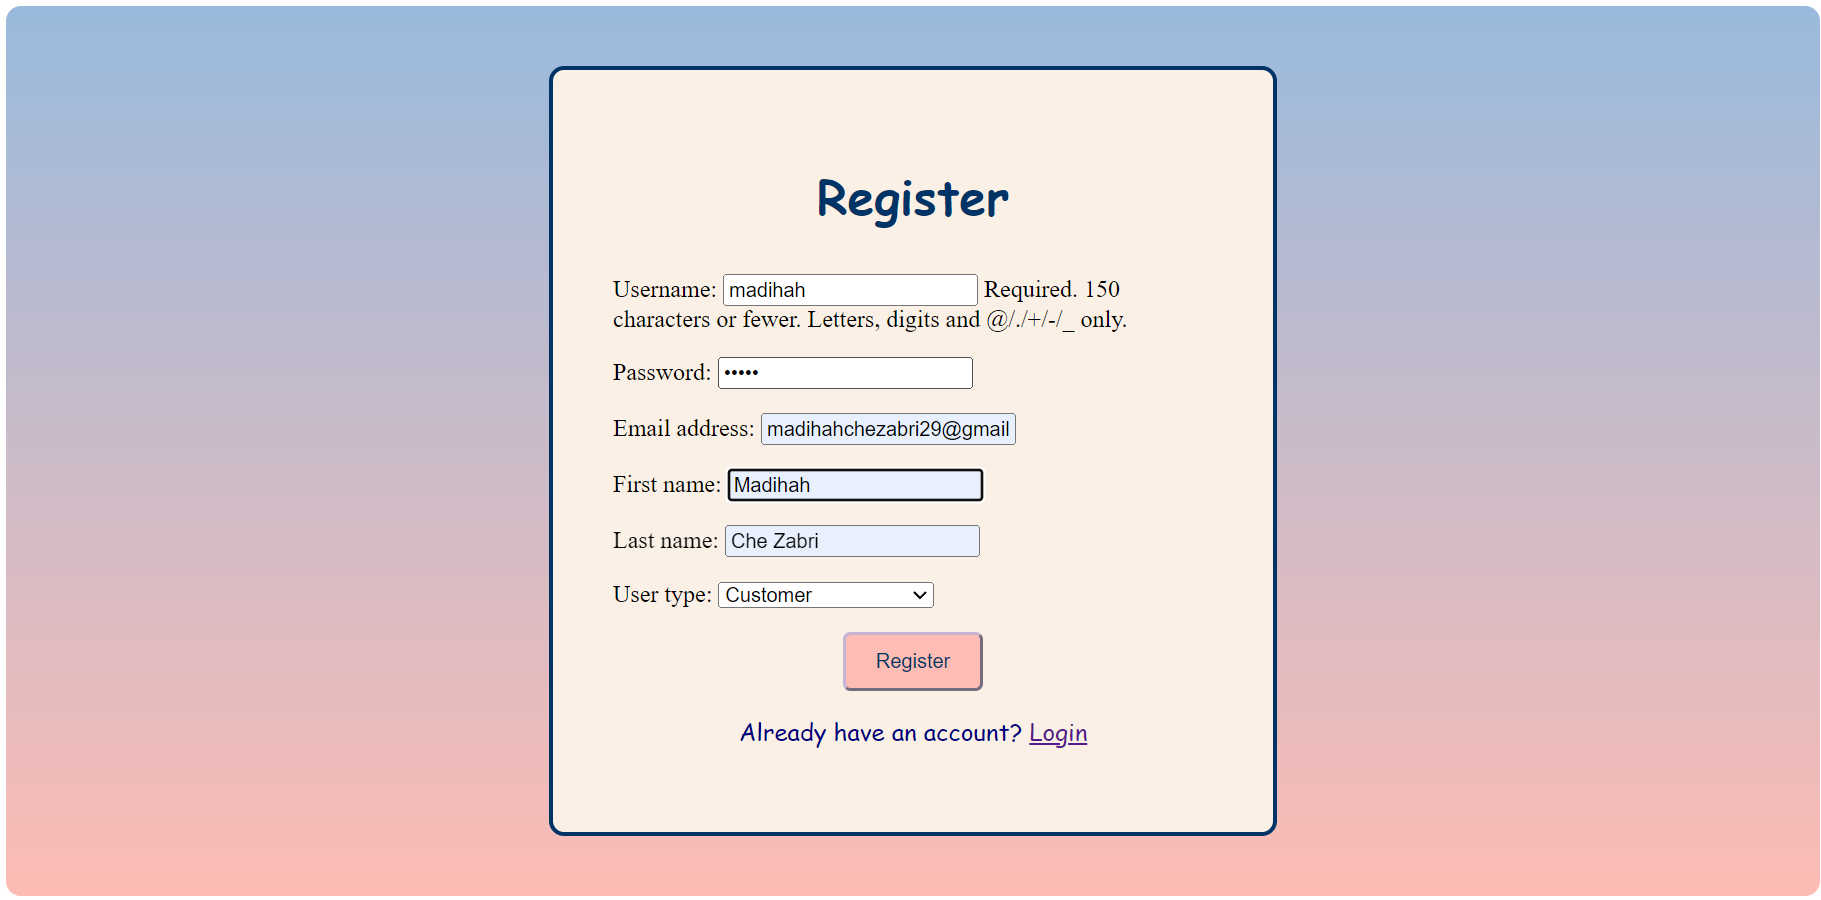 Register
Username: madihah Required. 150
characters or fewer. Letters, digits and @/./+/-/_ only.
Password: •••••
Email address: madihahchezabri29@gmail
First name: Madihah
Last name: Che Zabri
User type: Customer
Register
Already have an account? Login